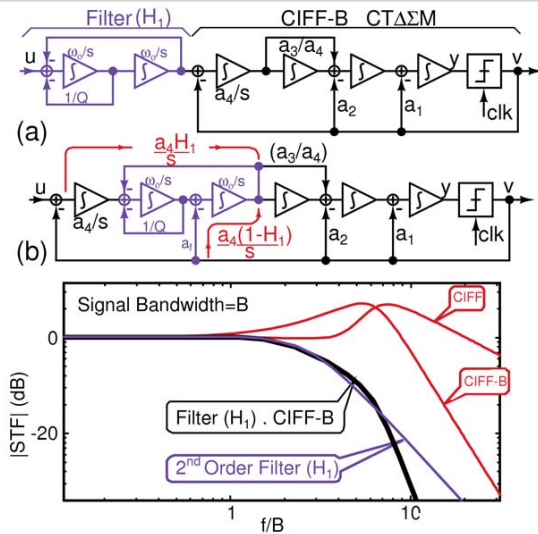 Filter (H₁) CIFF-B CTΔΣM
u ω₀/s ω₀/s 1/Q a₄/s a₃/a₄ a₂ a₁ y v clk
(a)
a₄H₁/s (a₃/a₄)
u a₄/s ω₀/s ω₀/s 1/Q a_f a₄(1-H₁)/s a₂ a₁ y v clk
(b)
Signal Bandwidth=B
CIFF
CIFF-B
Filter (H₁) . CIFF-B
2nd Order Filter (H₁)
|STF| (dB)
0
-20
1 10
f/B